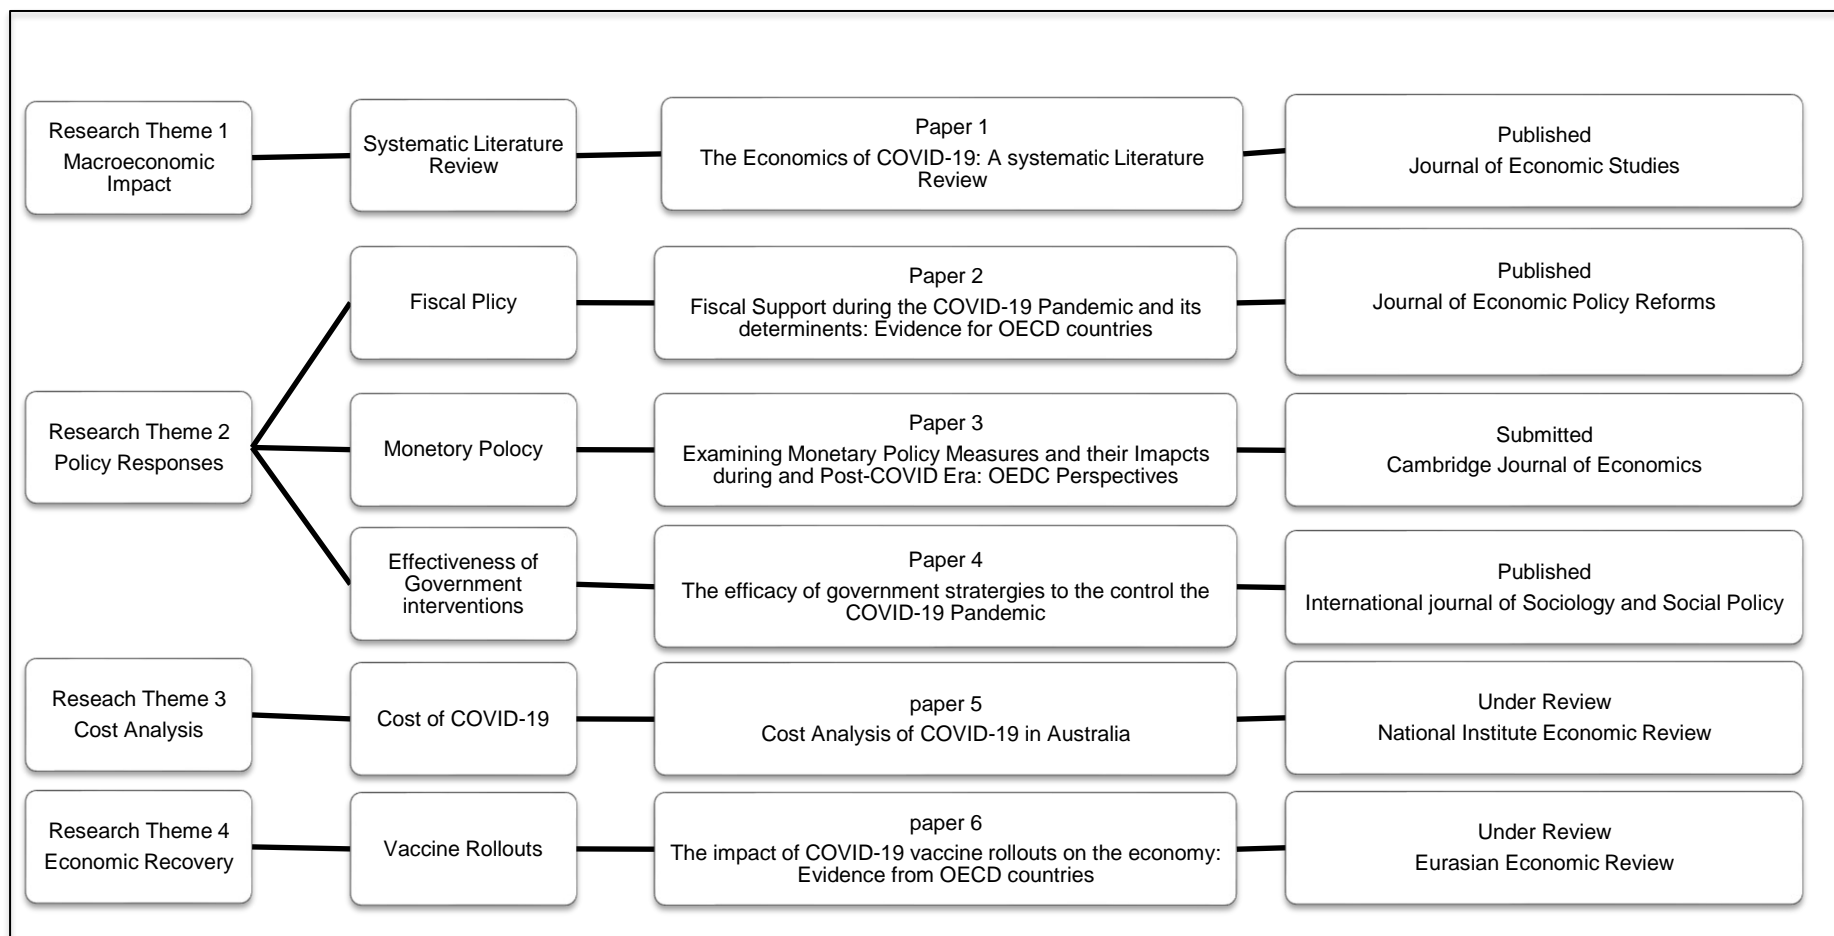 Research Theme 1
Macroeconomic
Impact
Systematic Literature
Review
Paper 1
The Economics of COVID-19: A systematic Literature
Review
Published
Journal of Economic Studies
Research Theme 2
Policy Responses
Fiscal Plicy
Paper 2
Fiscal Support during the COVID-19 Pandemic and its
determinents: Evidence for OECD countries
Published
Journal of Economic Policy Reforms
Monetory Polocy
Paper 3
Examining Monetary Policy Measures and their Imapcts
during and Post-COVID Era: OEDC Perspectives
Submitted
Cambridge Journal of Economics
Effectiveness of
Government
interventions
Paper 4
The efficacy of government stratergies to the control the
COVID-19 Pandemic
Published
International journal of Sociology and Social Policy
Reseach Theme 3
Cost Analysis
Cost of COVID-19
paper 5
Cost Analysis of COVID-19 in Australia
Under Review
National Institute Economic Review
Research Theme 4
Economic Recovery
Vaccine Rollouts
paper 6
The impact of COVID-19 vaccine rollouts on the economy:
Evidence from OECD countries
Under Review
Eurasian Economic Review